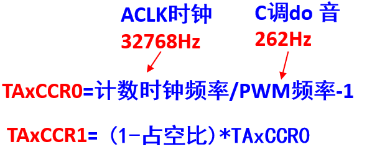 ACLK时钟 C调do 音
32768Hz 262Hz
TAxCCR0=计数时钟频率/PWM频率-1
TAxCCR1= (1-占空比)*TAxCCR0